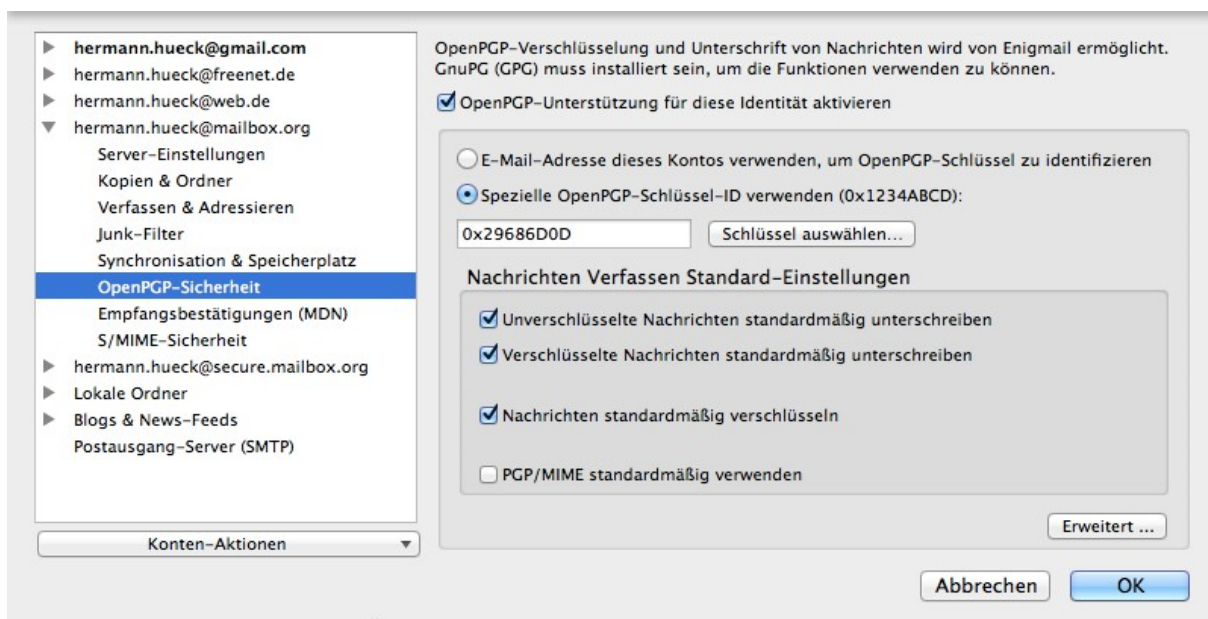 hermann.hueck@gmail.com
hermann.hueck@freenet.de
hermann.hueck@web.de
hermann.hueck@mailbox.org
Server-Einstellungen
Kopien & Ordner
Verfassen & Adressieren
Junk-Filter
Synchronisation & Speicherplatz
OpenPGP-Sicherheit
Empfangsbestätigungen (MDN)
S/MIME-Sicherheit
hermann.hueck@secure.mailbox.org
Lokale Ordner
Blogs & News-Feeds
Postausgang-Server (SMTP)
Konten-Aktionen
OpenPGP-Verschlüsselung und Unterschrift von Nachrichten wird von Enigmail ermöglicht.
GnuPG (GPG) muss installiert sein, um die Funktionen verwenden zu können.
OpenPGP-Unterstützung für diese Identität aktivieren
E-Mail-Adresse dieses Kontos verwenden, um OpenPGP-Schlüssel zu identifizieren
Spezielle OpenPGP-Schlüssel-ID verwenden (0x1234ABCD):
0x29686D0D
Schlüssel auswählen...
Nachrichten Verfassen Standard-Einstellungen
Unverschlüsselte Nachrichten standardmäßig unterschreiben
Verschlüsselte Nachrichten standardmäßig unterschreiben
Nachrichten standardmäßig verschlüsseln
PGP/MIME standardmäßig verwenden
Erweitert ...
Abbrechen
OK